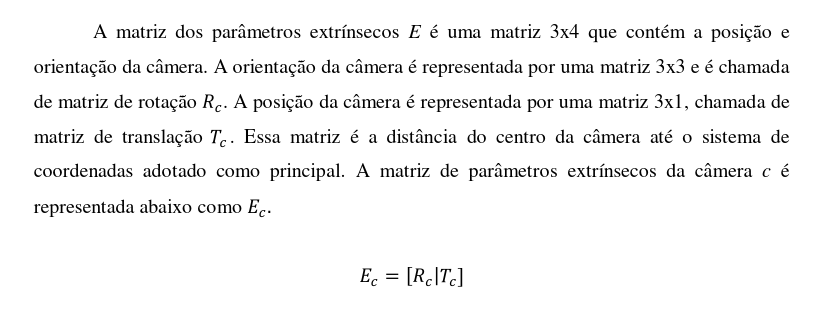 A matriz dos parâmetros extrínsecos E é uma matriz 3x4 que contém a posição e
orientação da câmera. A orientação da câmera é representada por uma matriz 3x3 e é chamada
de matriz de rotação R_c. A posição da câmera é representada por uma matriz 3x1, chamada de
matriz de translação T_c. Essa matriz é a distância do centro da câmera até o sistema de
coordenadas adotado como principal. A matriz de parâmetros extrínsecos da câmera c é
representada abaixo como E_c.
E_c = [R_c|T_c]